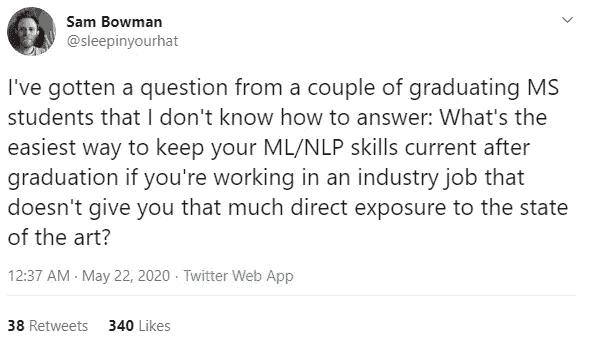 Sam Bowman
@sleepinyourhat
I've gotten a question from a couple of graduating MS
students that I don't know how to answer: What's the
easiest way to keep your ML/NLP skills current after
graduation if you're working in an industry job that
doesn't give you that much direct exposure to the state
of the art?
12:37 AM · May 22, 2020 · Twitter Web App
38 Retweets 340 Likes